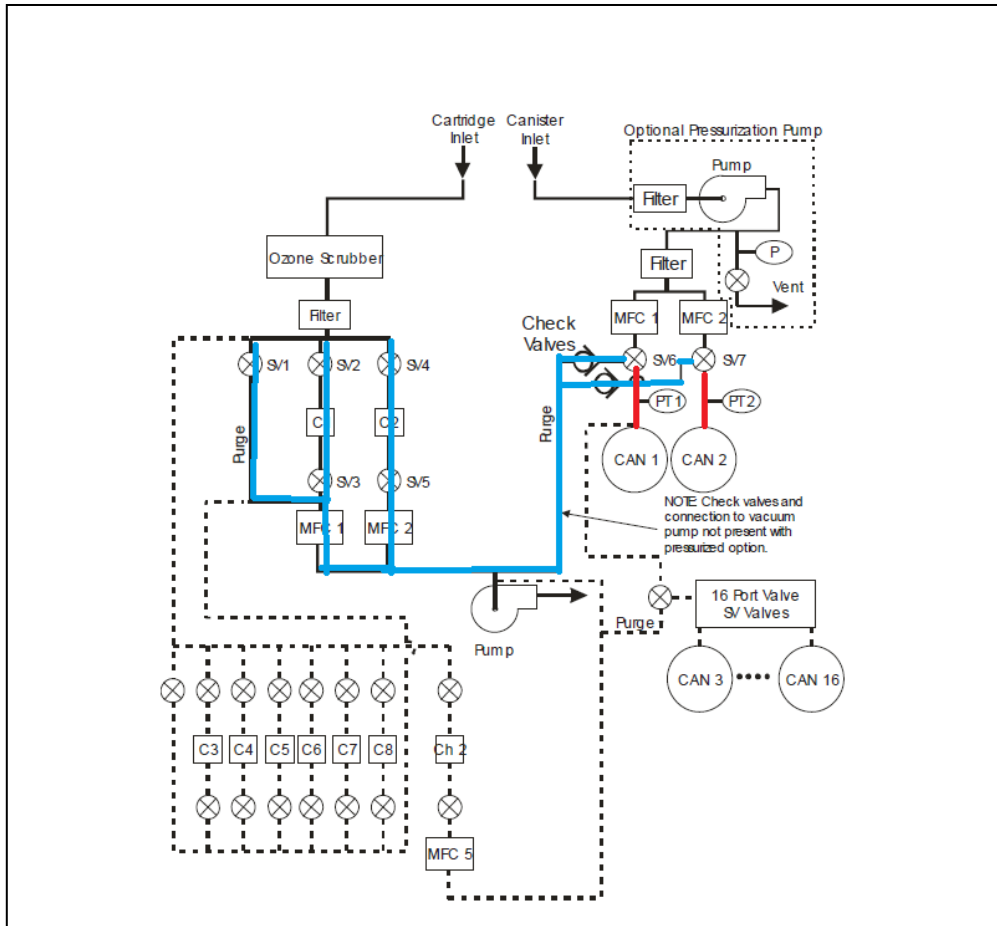 Cartridge
Inlet
Canister
Inlet
Optional Pressurization Pump
Pump
Filter
Ozone Scrubber
Filter
P
Vent
Filter
MFC 1
MFC 2
Check
Valves
SV1
SV2
SV4
SV6
SV7
PT1
PT2
C2
Purge
Purge
CAN 1
CAN 2
SV3
SV5
MFC 1
MFC 2
NOTE: Check valves and
connection to vacuum
pump not present with
pressurized option.
16 Port Valve
SV Valves
Purge
Pump
CAN 3
CAN 16
C3
C4
C5
C6
C7
C8
Ch 2
MFC 5